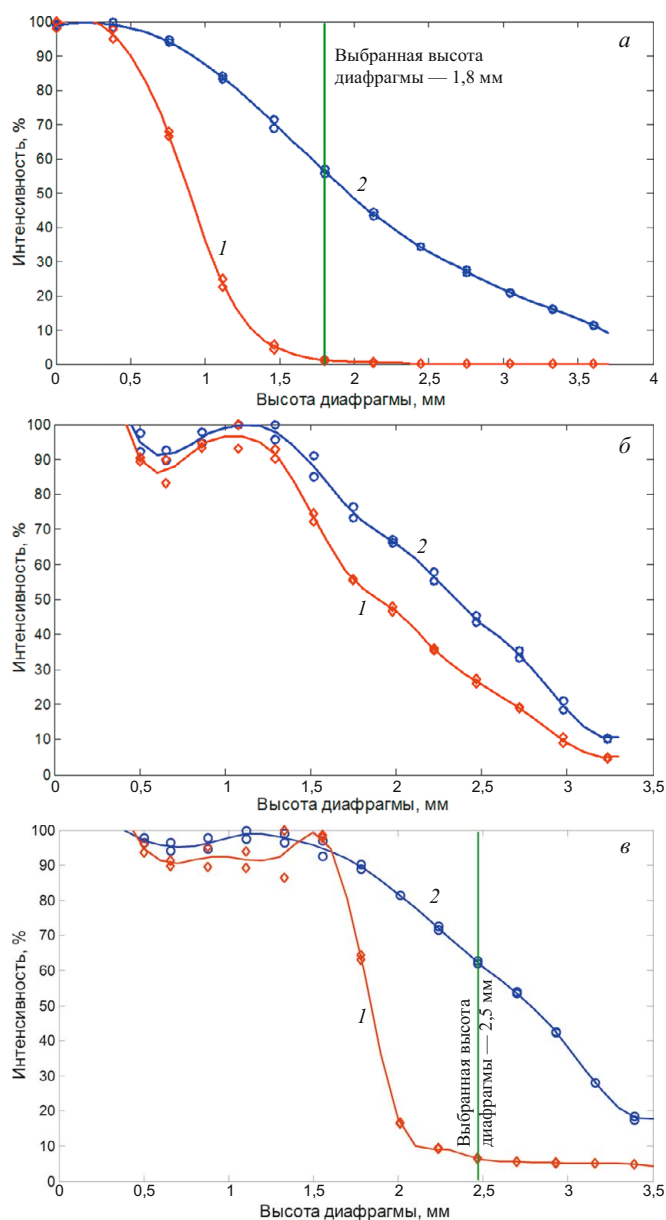 100
90
80
70
60
50
40
30
20
10
0
Интенсивность, %
а
Выбранная высота
диафрагмы — 1,8 мм
1
2
0 0,5 1 1,5 2 2,5 3 3,5 4
Высота диафрагмы, мм
100
90
80
70
60
50
40
30
20
10
0
Интенсивность, %
б
2
1
0 0,5 1 1,5 2 2,5 3 3,5
Высота диафрагмы, мм
100
90
80
70
60
50
40
30
20
10
0
Интенсивность, %
в
2
1
Выбранная высота
диафрагмы — 2,5 мм
0 0,5 1 1,5 2 2,5 3 3,5
Высота диафрагмы, мм